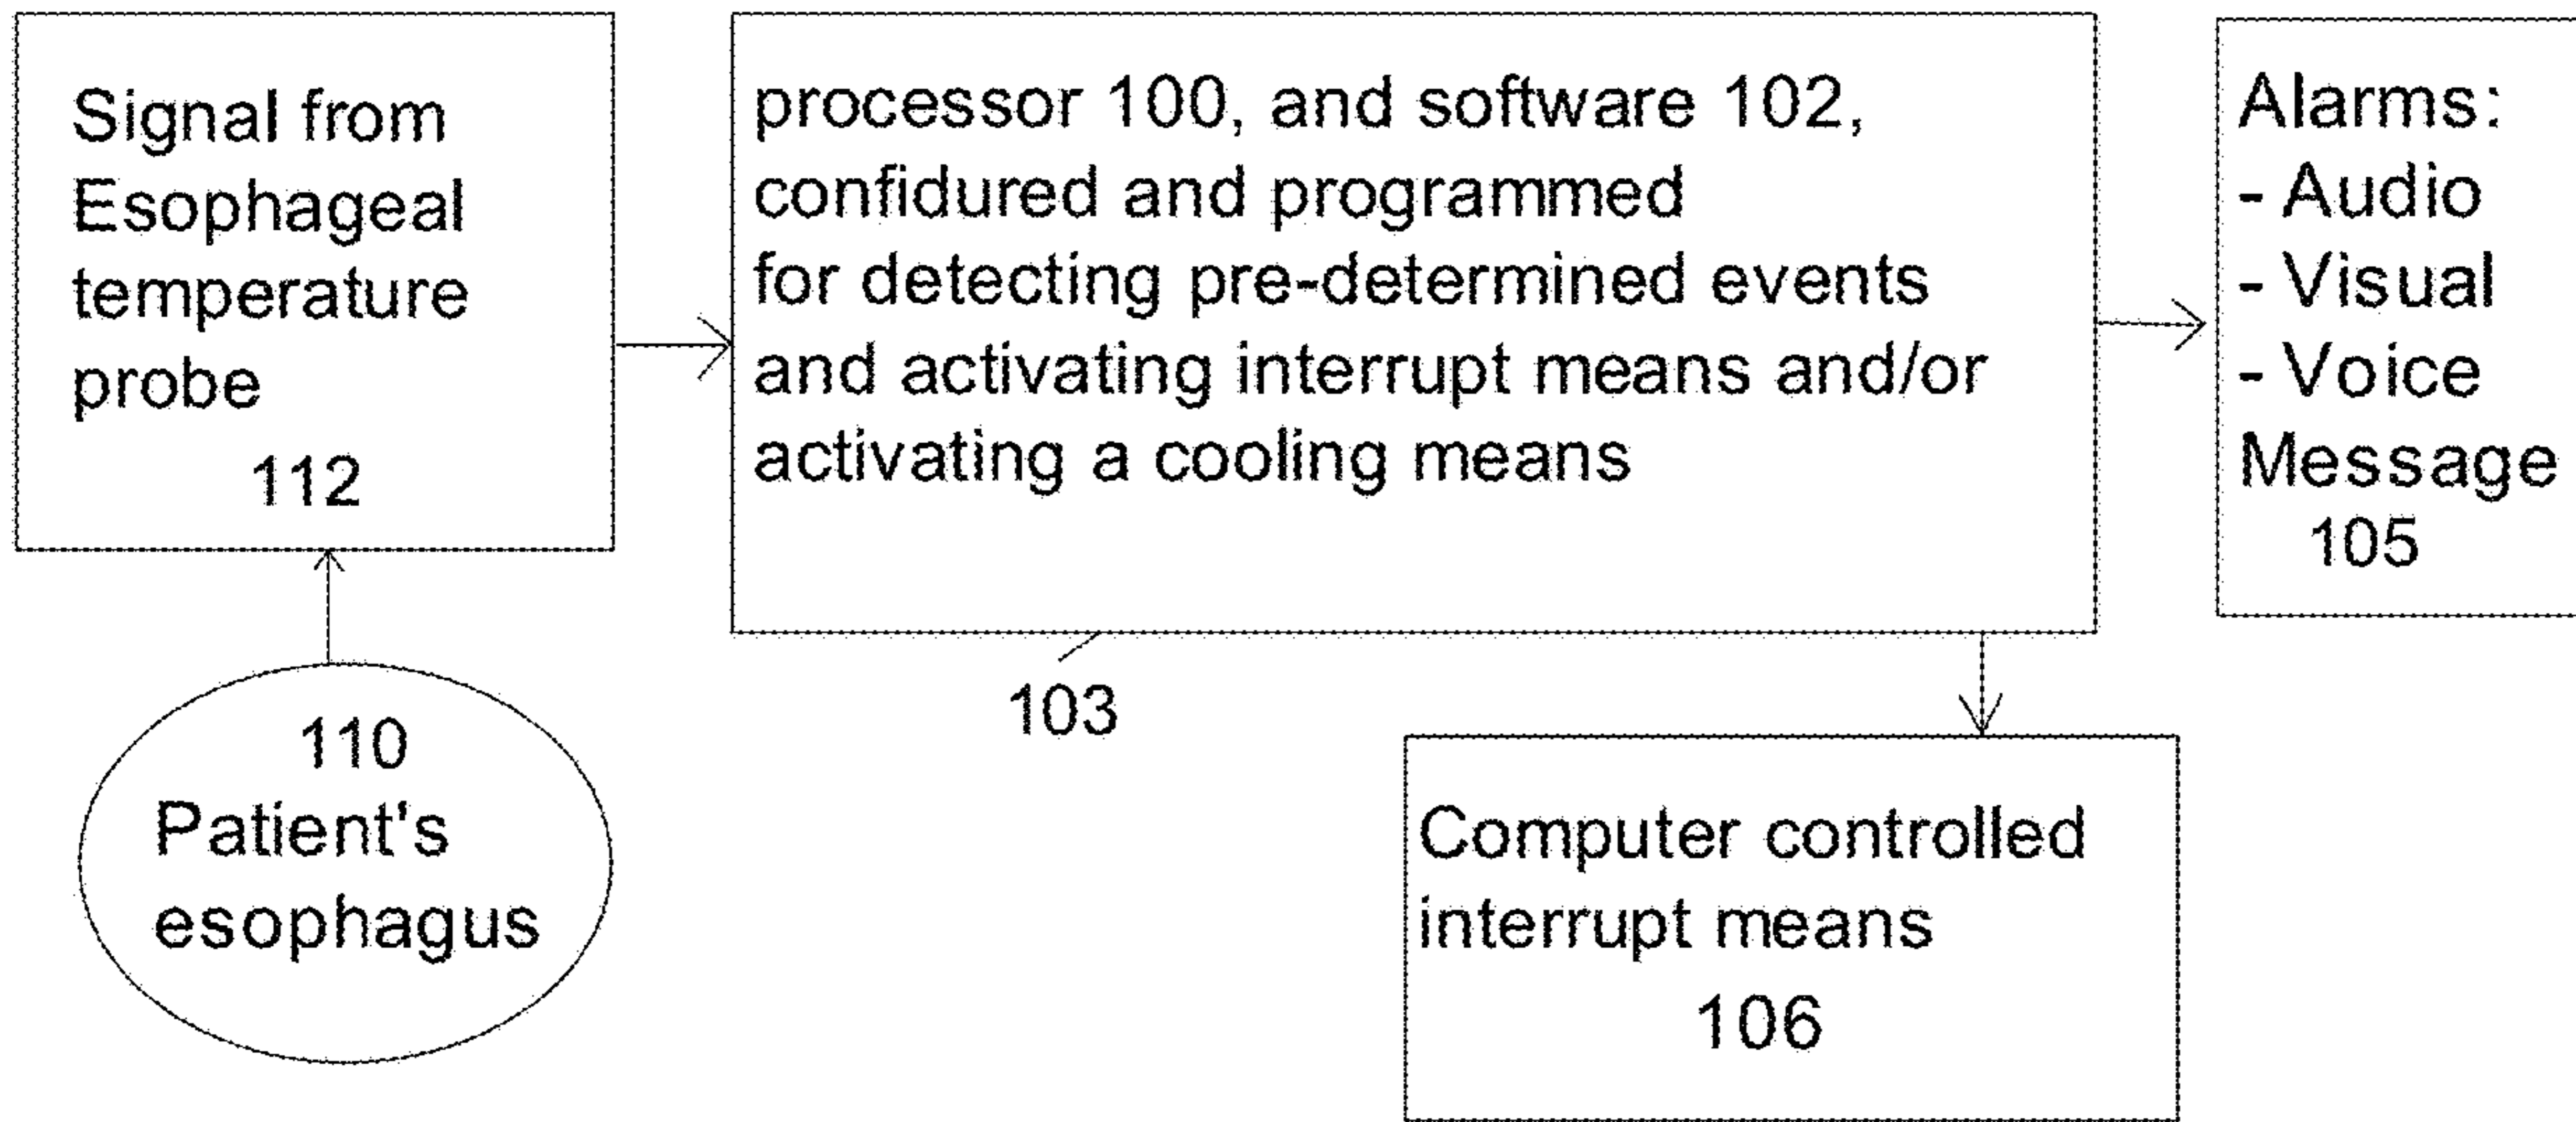 Signal from
Esophageal
temperature
probe
112
processor 100, and software 102,
confidured and programmed
for detecting pre-determined events
and activating interrupt means and/or
activating a cooling means
Alarms:
- Audio
- Visual
- Voice
Message
105
103
110
Patient's
esophagus
Computer controlled
interrupt means
106